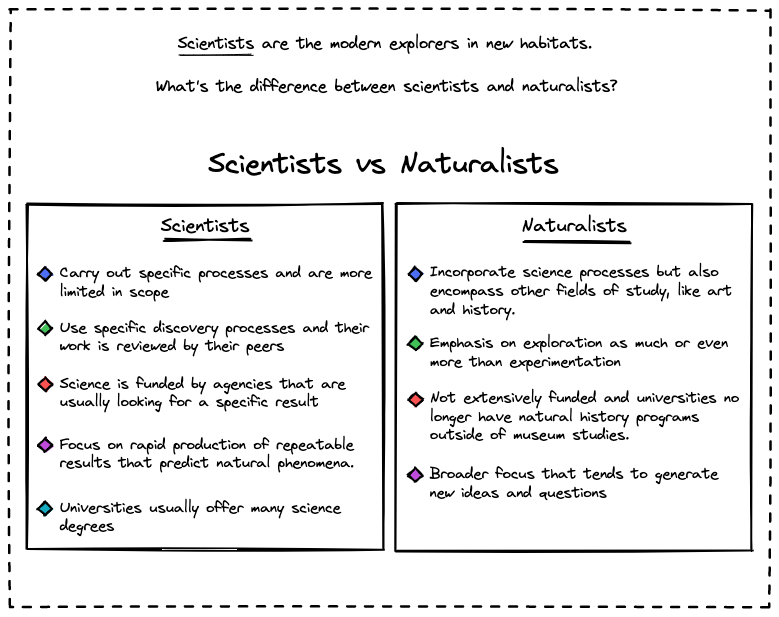 Scientists are the modern explorers in new habitats.
What's the difference between scientists and naturalists?
Scientists vs Naturalists
Scientists
Carry out specific processes and are more
limited in scope
Use specific discovery processes and their
work is reviewed by their peers
Science is funded by agencies that are
usually looking for a specific result
Focus on rapid production of repeatable
results that predict natural phenomena.
Universities usually offer many science
degrees
Naturalists
Incorporate science processes but also
encompass other fields of study, like art
and history.
Emphasis on exploration as much or even
more than experimentation
Not extensively funded and universities no
longer have natural history programs
outside of museum studies.
Broader focus that tends to generate
new ideas and questions